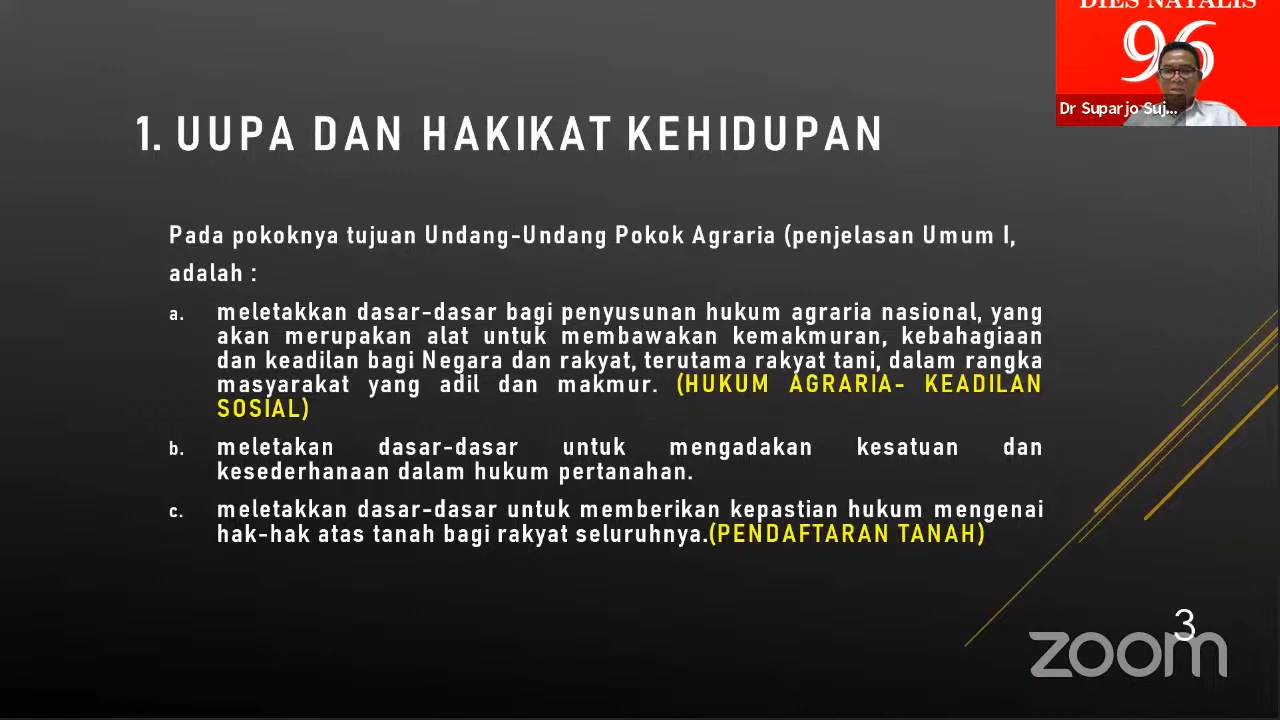 DIES NATALIS
96
Dr Suparjo Suj...
1. UUPA DAN HAKIKAT KEHIDUPAN
Pada pokoknya tujuan Undang-Undang Pokok Agraria (penjelasan Umum I,
adalah :
a. meletakkan dasar-dasar bagi penyusunan hukum agraria nasional, yang
akan merupakan alat untuk membawakan kemakmuran, kebahagiaan
dan keadilan bagi Negara dan rakyat, terutama rakyat tani, dalam rangka
masyarakat yang adil dan makmur. (HUKUM AGRARIA- KEADILAN
SOSIAL)
b. meletakan dasar-dasar untuk mengadakan kesatuan dan
kesederhanaan dalam hukum pertanahan.
c. meletakkan dasar-dasar untuk memberikan kepastian hukum mengenai
hak-hak atas tanah bagi rakyat seluruhnya.(PENDAFTARAN TANAH)
3
zoom